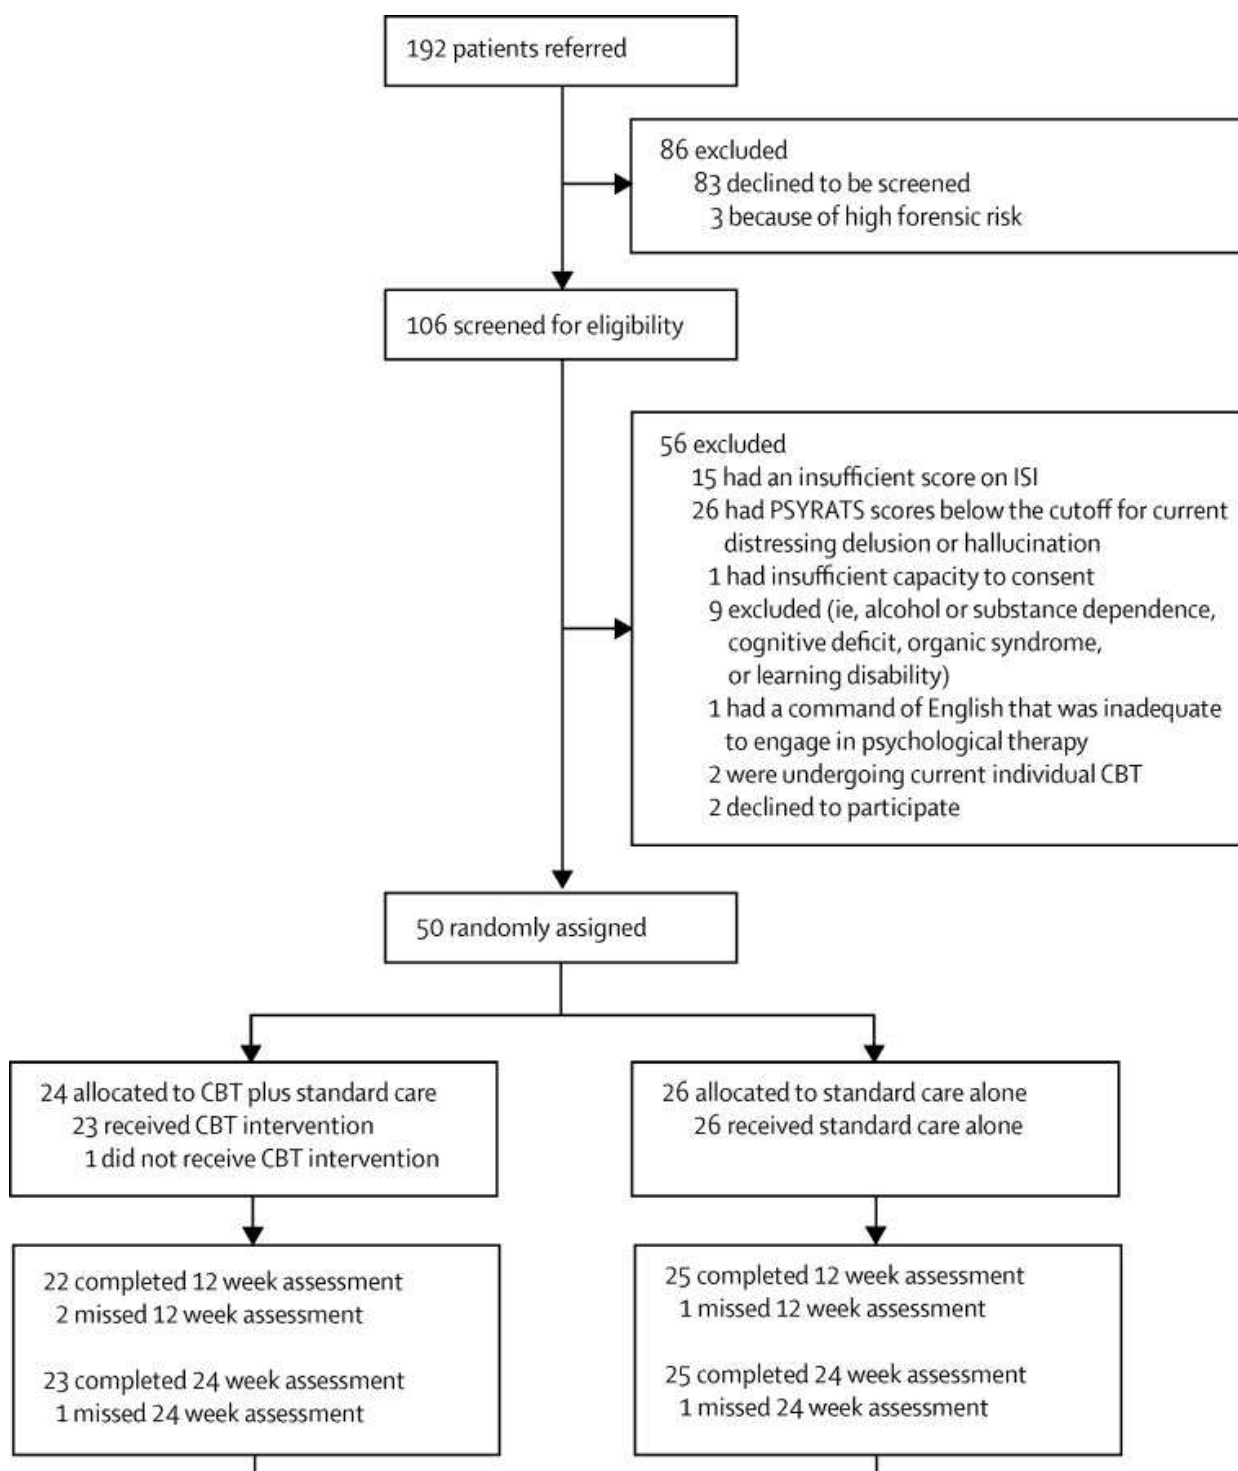 192 patients referred
86 excluded
83 declined to be screened
3 because of high forensic risk
106 screened for eligibility
56 excluded
15 had an insufficient score on ISI
26 had PSYRATS scores below the cutoff for current
distressing delusion or hallucination
1 had insufficient capacity to consent
9 excluded (ie, alcohol or substance dependence,
cognitive deficit, organic syndrome,
or learning disability)
1 had a command of English that was inadequate
to engage in psychological therapy
2 were undergoing current individual CBT
2 declined to participate
50 randomly assigned
24 allocated to CBT plus standard care
23 received CBT intervention
1 did not receive CBT intervention
26 allocated to standard care alone
26 received standard care alone
22 completed 12 week assessment
2 missed 12 week assessment
23 completed 24 week assessment
1 missed 24 week assessment
25 completed 12 week assessment
1 missed 12 week assessment
25 completed 24 week assessment
1 missed 24 week assessment